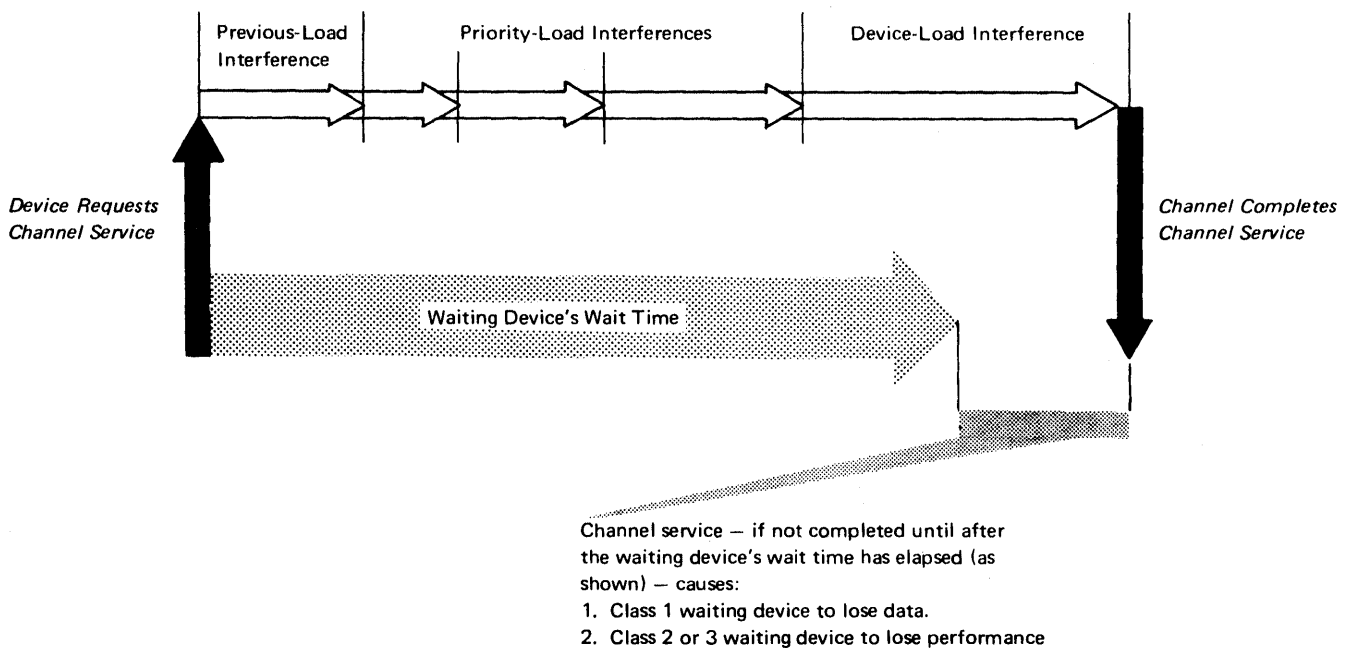 Previous-Load
Interference
Priority-Load Interferences
Device-Load Interference
Device Requests
Channel Service
Channel Completes
Channel Service
Waiting Device's Wait Time
Channel service — if not completed until after
the waiting device's wait time has elapsed (as
shown) — causes:
1. Class 1 waiting device to lose data.
2. Class 2 or 3 waiting device to lose performance